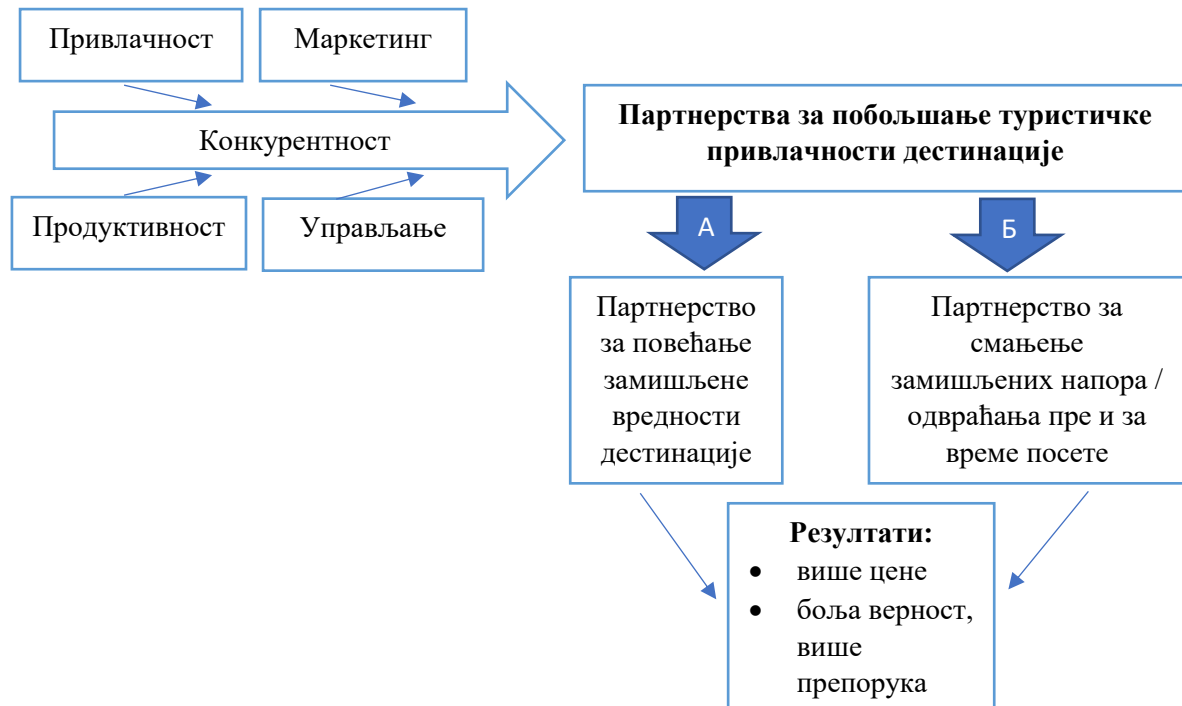 Привлачност
Маркетинг
Конкурентност
Продуктивност
Управљање
Партнерства за побољшање туристичке
привлачности дестинације
А
Б
Партнерство
за повећање
замишљене
вредности
дестинације
Партнерство за
смањење
замишљених напора /
одвраћања пре и за
време посете
Резултати:
• више цене
• боља верност,
више
препорука